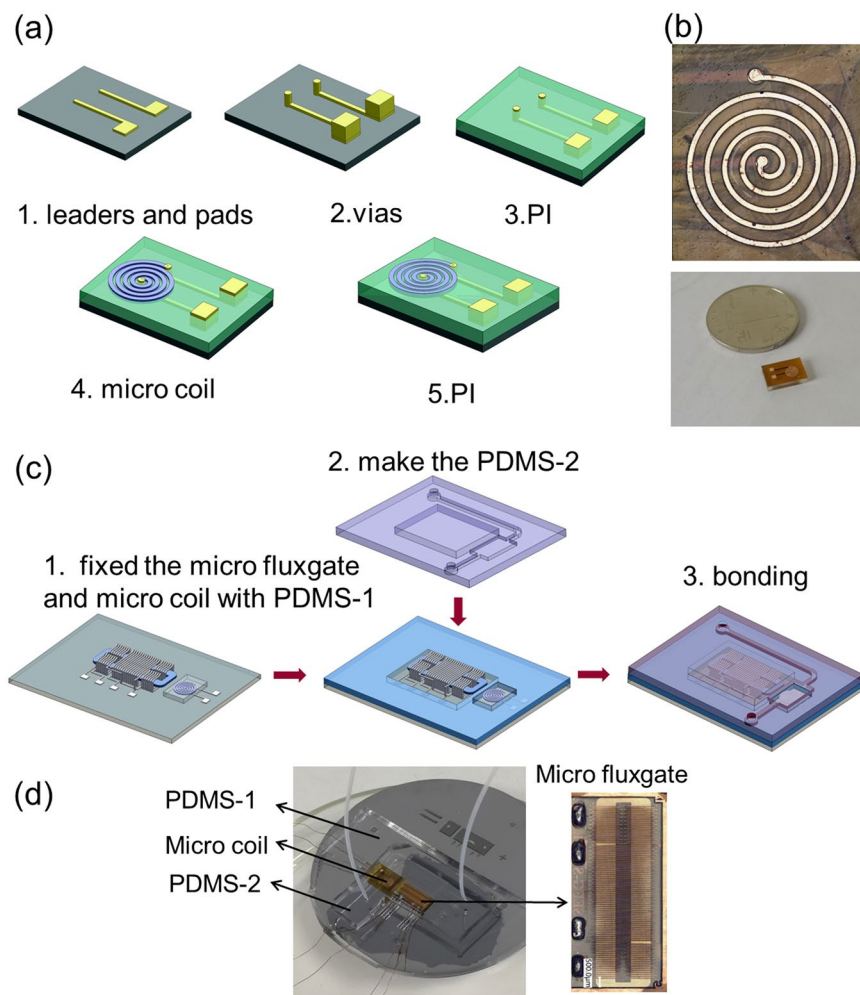 (a)
(b)
1. leaders and pads
2.vias
3.PI
4. micro coil
5.PI
(c)
2. make the PDMS-2
1. fixed the micro fluxgate
and micro coil with PDMS-1
3. bonding
(d)
Micro fluxgate
PDMS-1
Micro coil
PDMS-2